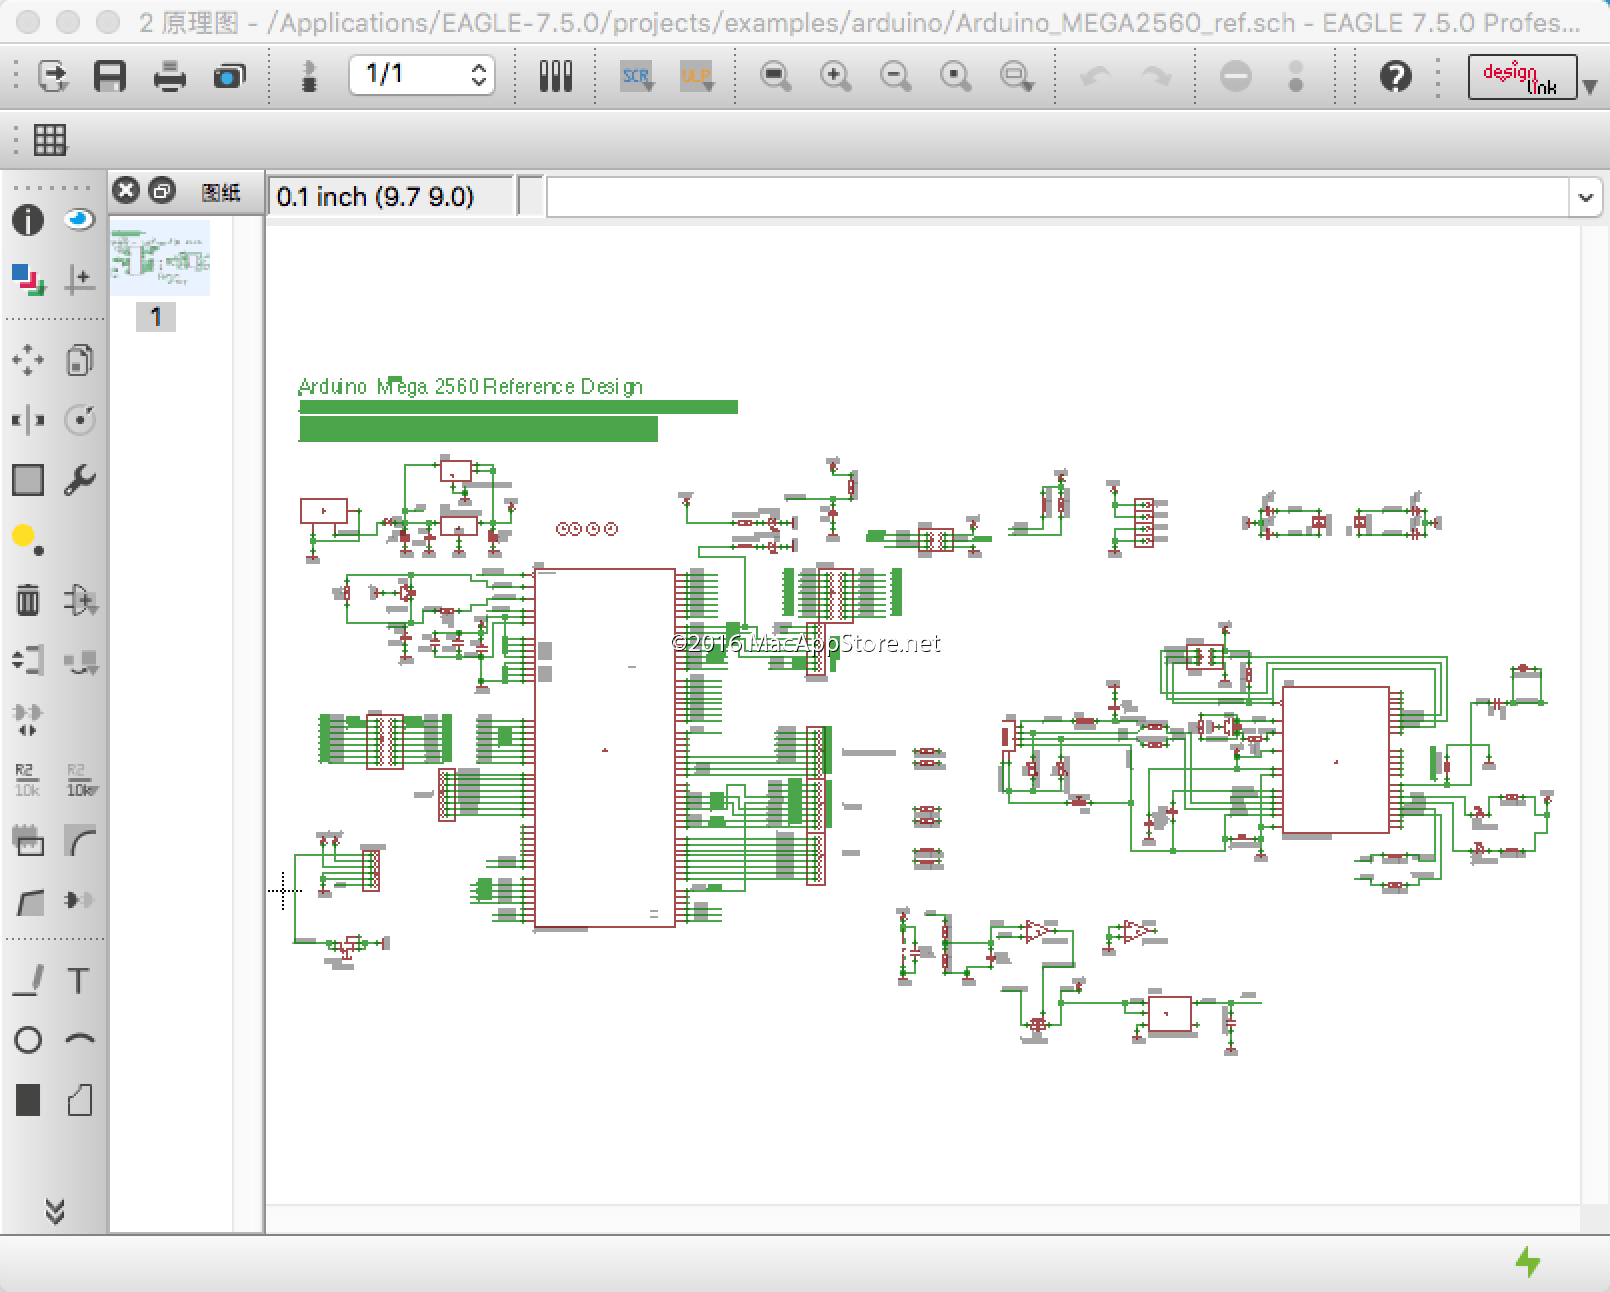 2 原理图 - /Applications/EAGLE-7.5.0/projects/examples/arduino/Arduino_MEGA2560_ref.sch - EAGLE 7.5.0 Profes...
1/1
SCR
ULP
design
link
图纸
0.1 inch (9.7 9.0)
1
Arduino Mega 2560 Reference Design
©2016 MacAppStore.net
R2
10k
R2
10k
T